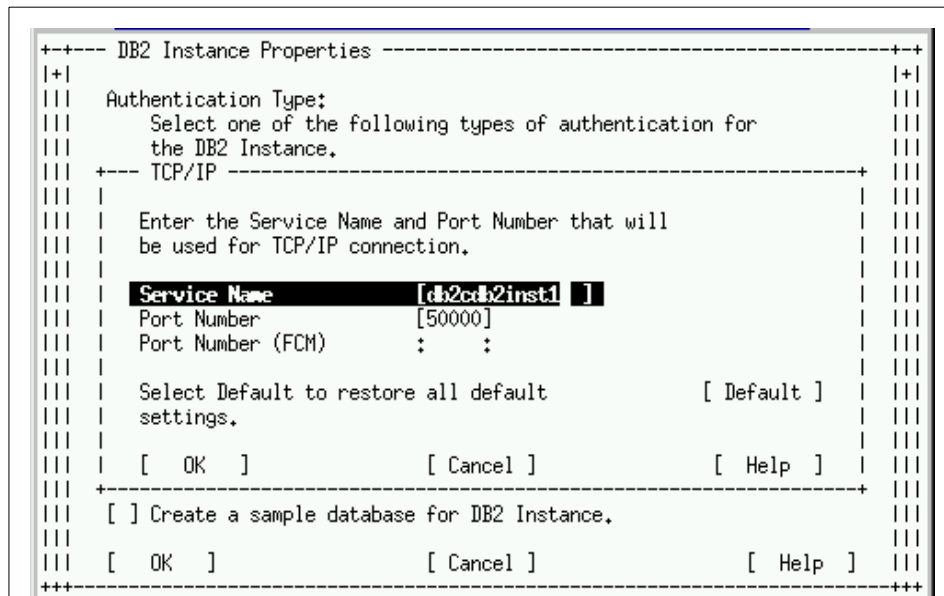 DB2 Instance Properties
Authentication Type:
Select one of the following types of authentication for
the DB2 Instance.
TCP/IP
Enter the Service Name and Port Number that will
be used for TCP/IP connection.
Service Name [db2cdb2inst1 ]
Port Number [50000]
Port Number (FCM) : :
Select Default to restore all default [ Default ]
settings.
[ OK ] [ Cancel ] [ Help ]
[ ] Create a sample database for DB2 Instance.
[ OK ] [ Cancel ] [ Help ]